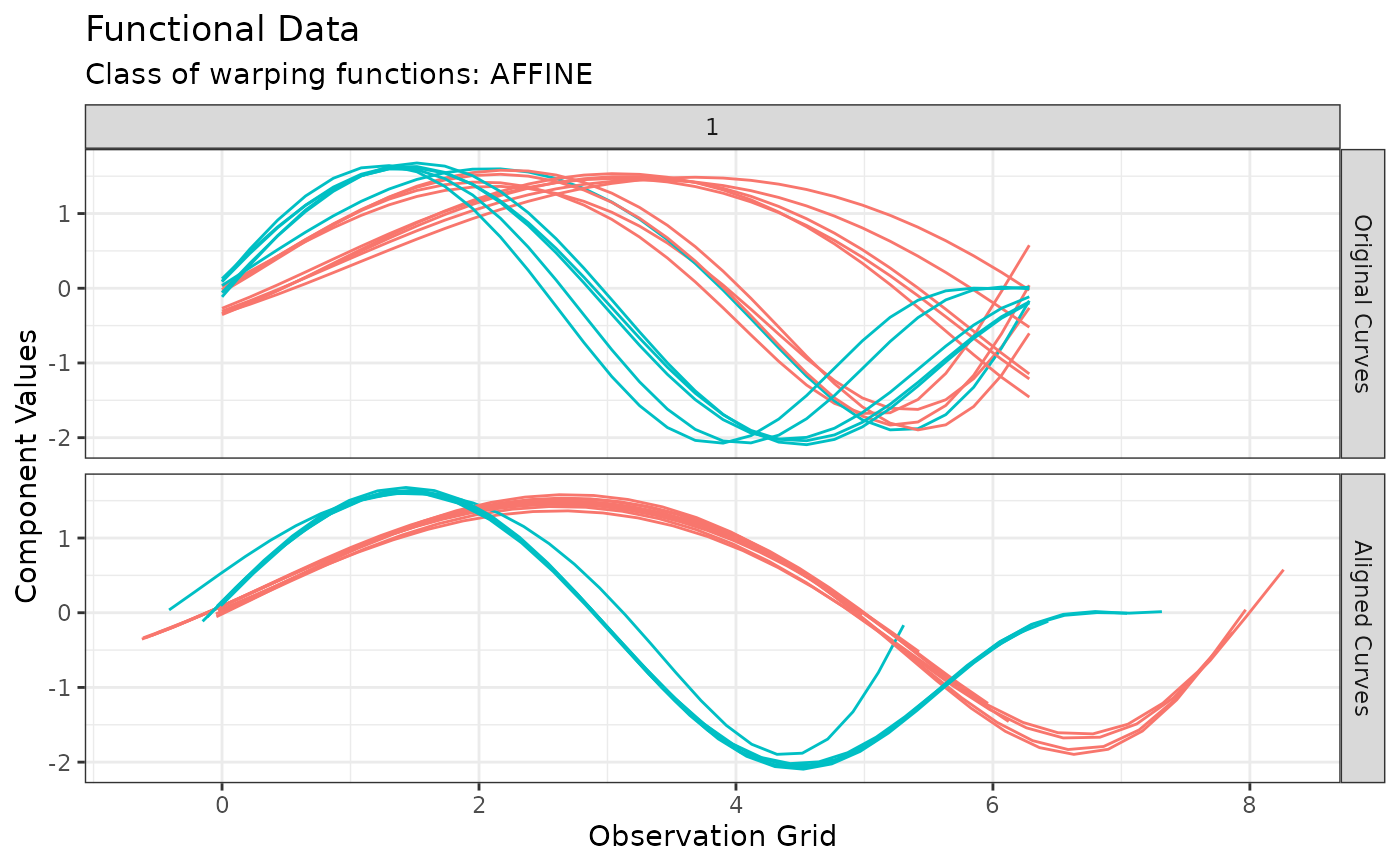 Functional Data
Class of warping functions: AFFINE
1
Component Values
1
0
-1
-2
Original Curves
1
0
-1
-2
Aligned Curves
0 2 4 6 8
Observation Grid